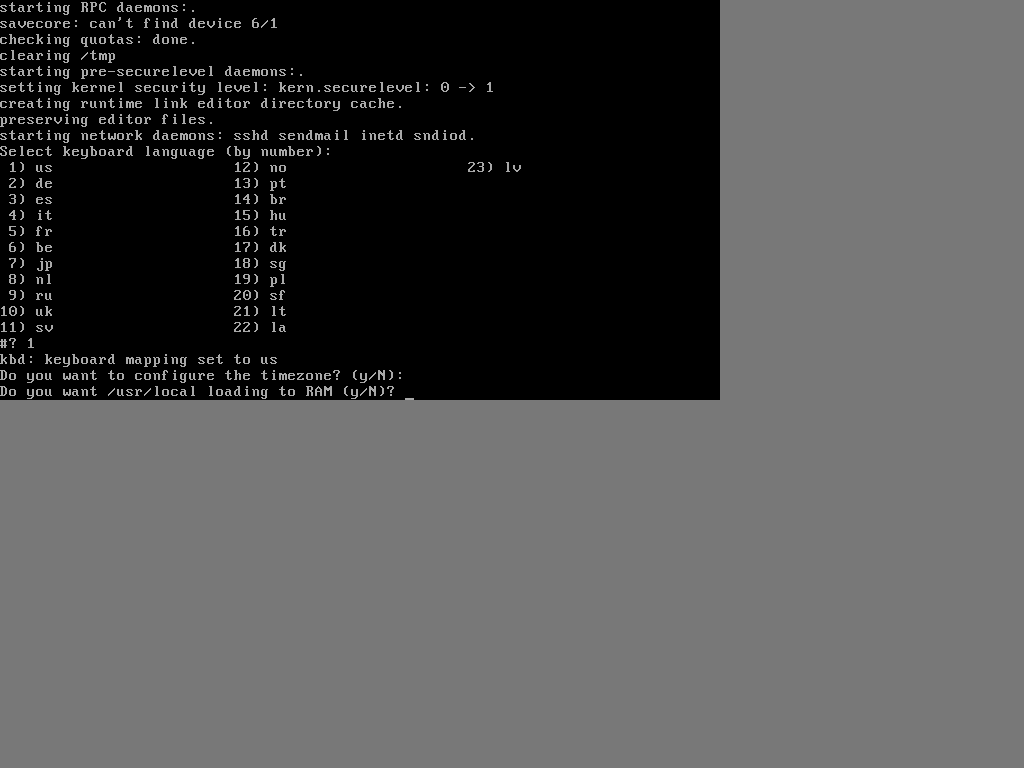 starting RPC daemons:.
savecore: can't find device 6/1
checking quotas: done.
clearing /tmp
starting pre-securelevel daemons:.
setting kernel security level: kern.securelevel: 0 -> 1
creating runtime link editor directory cache.
preserving editor files.
starting network daemons: sshd sendmail inetd sndiod.
Select keyboard language (by number):
 1) us                    12) no                    23) lv
 2) de                    13) pt
 3) es                    14) br
 4) it                    15) hu
 5) fr                    16) tr
 6) be                    17) dk
 7) jp                    18) sg
 8) nl                    19) pl
 9) ru                    20) sf
10) uk                    21) lt
11) sv                    22) la
#? 1
kbd: keyboard mapping set to us
Do you want to configure the timezone? (y/N):
Do you want /usr/local loading to RAM (y/N)? _